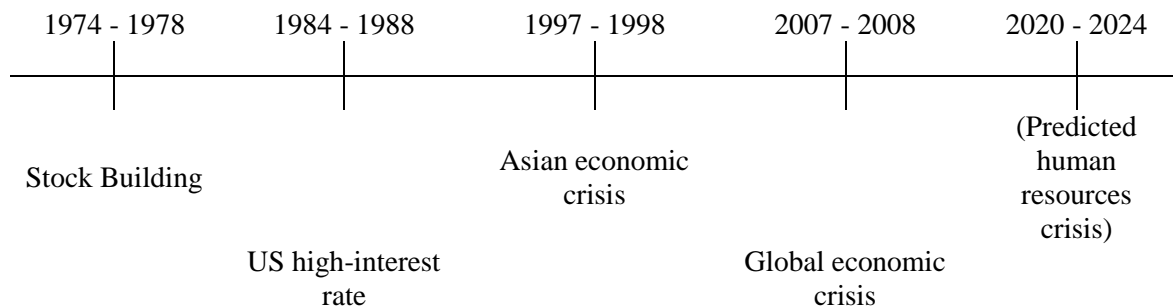 1974 - 1978
1984 - 1988
1997 - 1998
2007 - 2008
2020 - 2024
Stock Building
US high-interest
rate
Asian economic
crisis
Global economic
crisis
(Predicted
human
resources
crisis)